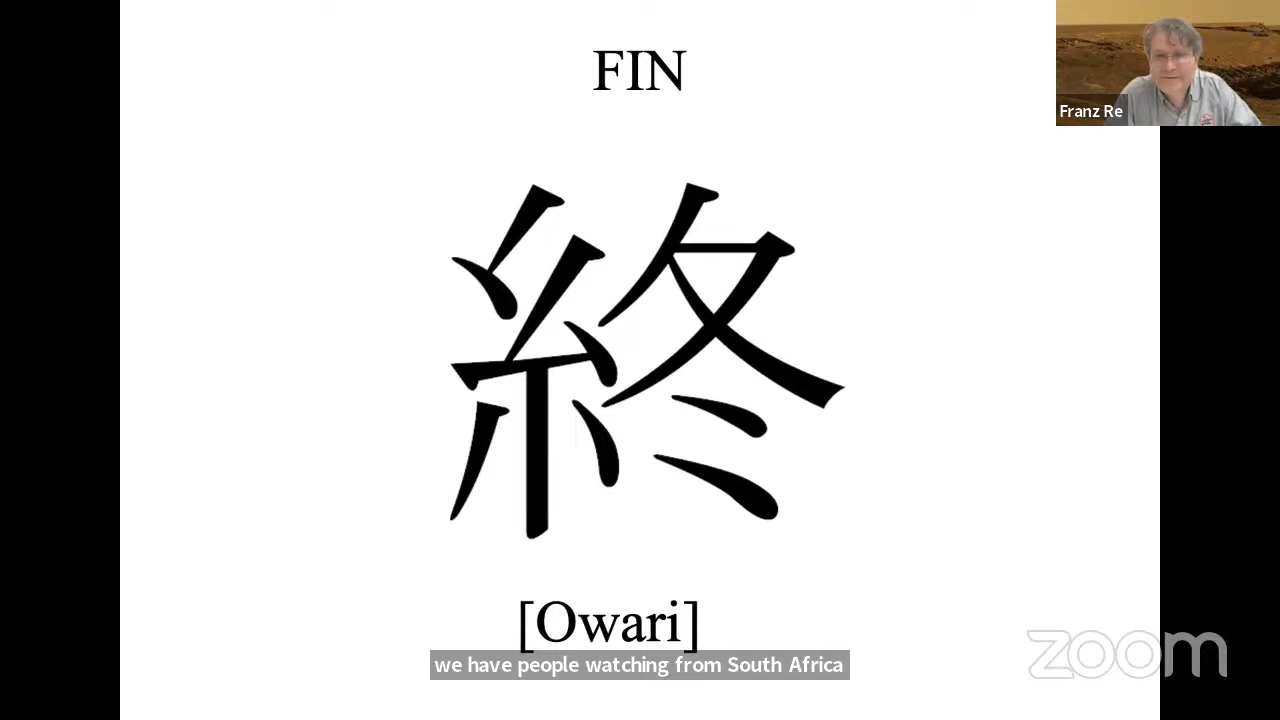 FIN
Franz Re
終
[Owari]
we have people watching from South Africa
zoom